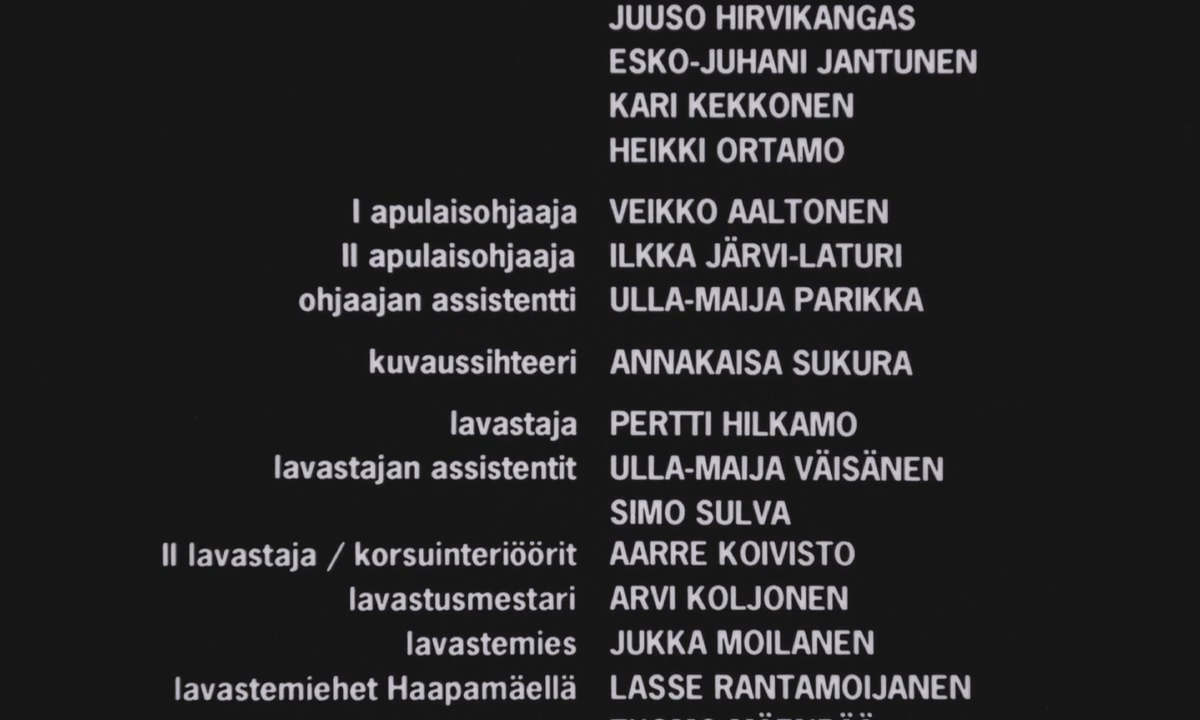 JUUSO HIRVIKANGAS
ESKO-JUHANI JANTUNEN
KARI KEKKONEN
HEIKKI ORTAMO
I apulaisohjaaja VEIKKO AALTONEN
II apulaisohjaaja ILKKA JÄRVI-LATURI
ohjaajan assistentti ULLA-MAIJA PARIKKA
kuvaussihteeri ANNAKAISA SUKURA
lavastaja PERTTI HILKAMO
lavastajan assistentit ULLA-MAIJA VÄISÄNEN
SIMO SULVA
II lavastaja / korsuinteriöörit AARRE KOIVISTO
lavastusmestari ARVI KOLJONEN
lavastemies JUKKA MOILANEN
lavastemiehet Haapamäellä LASSE RANTAMOIJANEN